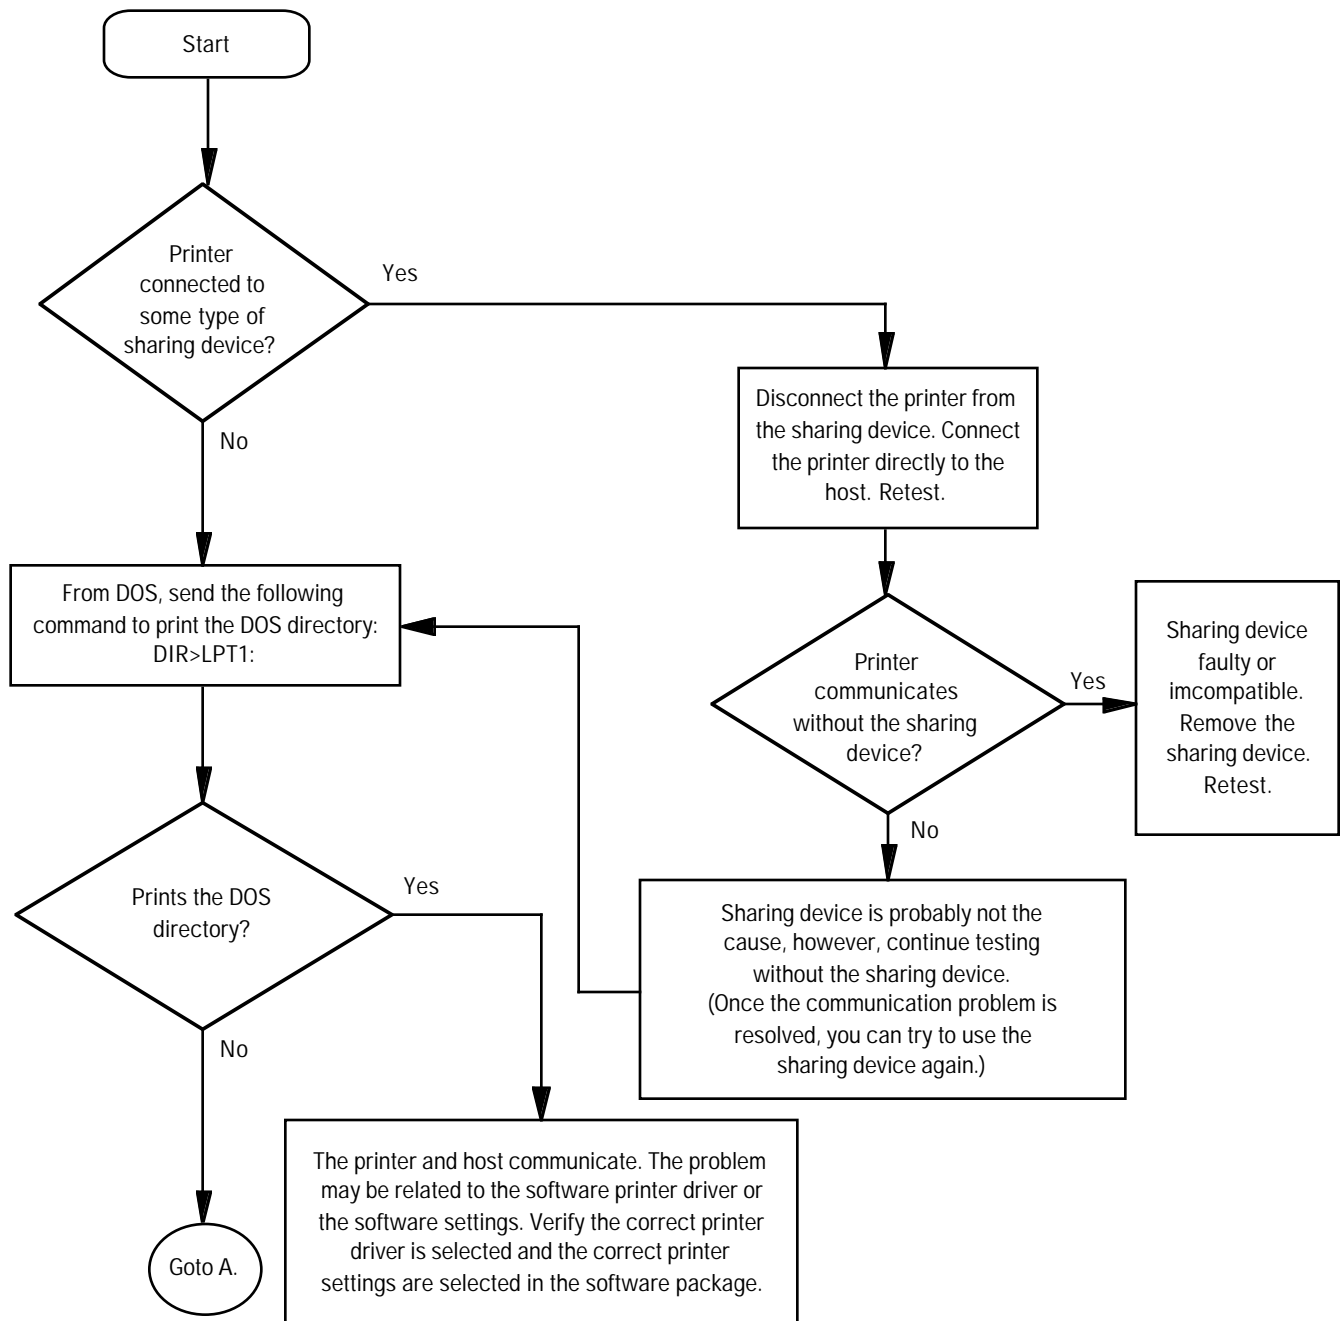 Start
Printer
connected to
some type of
sharing device?
Yes
No
Disconnect the printer from
the sharing device. Connect
the printer directly to the
host. Retest.
From DOS, send the following
command to print the DOS directory:
DIR>LPT1:
Printer
communicates
without the sharing
device?
Yes
No
Sharing device
faulty or
imcompatible.
Remove the
sharing device.
Retest.
Prints the DOS
directory?
Yes
No
Sharing device is probably not the
cause, however, continue testing
without the sharing device.
(Once the communication problem is
resolved, you can try to use the
sharing device again.)
The printer and host communicate. The problem
may be related to the software printer driver or
the software settings. Verify the correct printer
driver is selected and the correct printer
settings are selected in the software package.
Goto A.